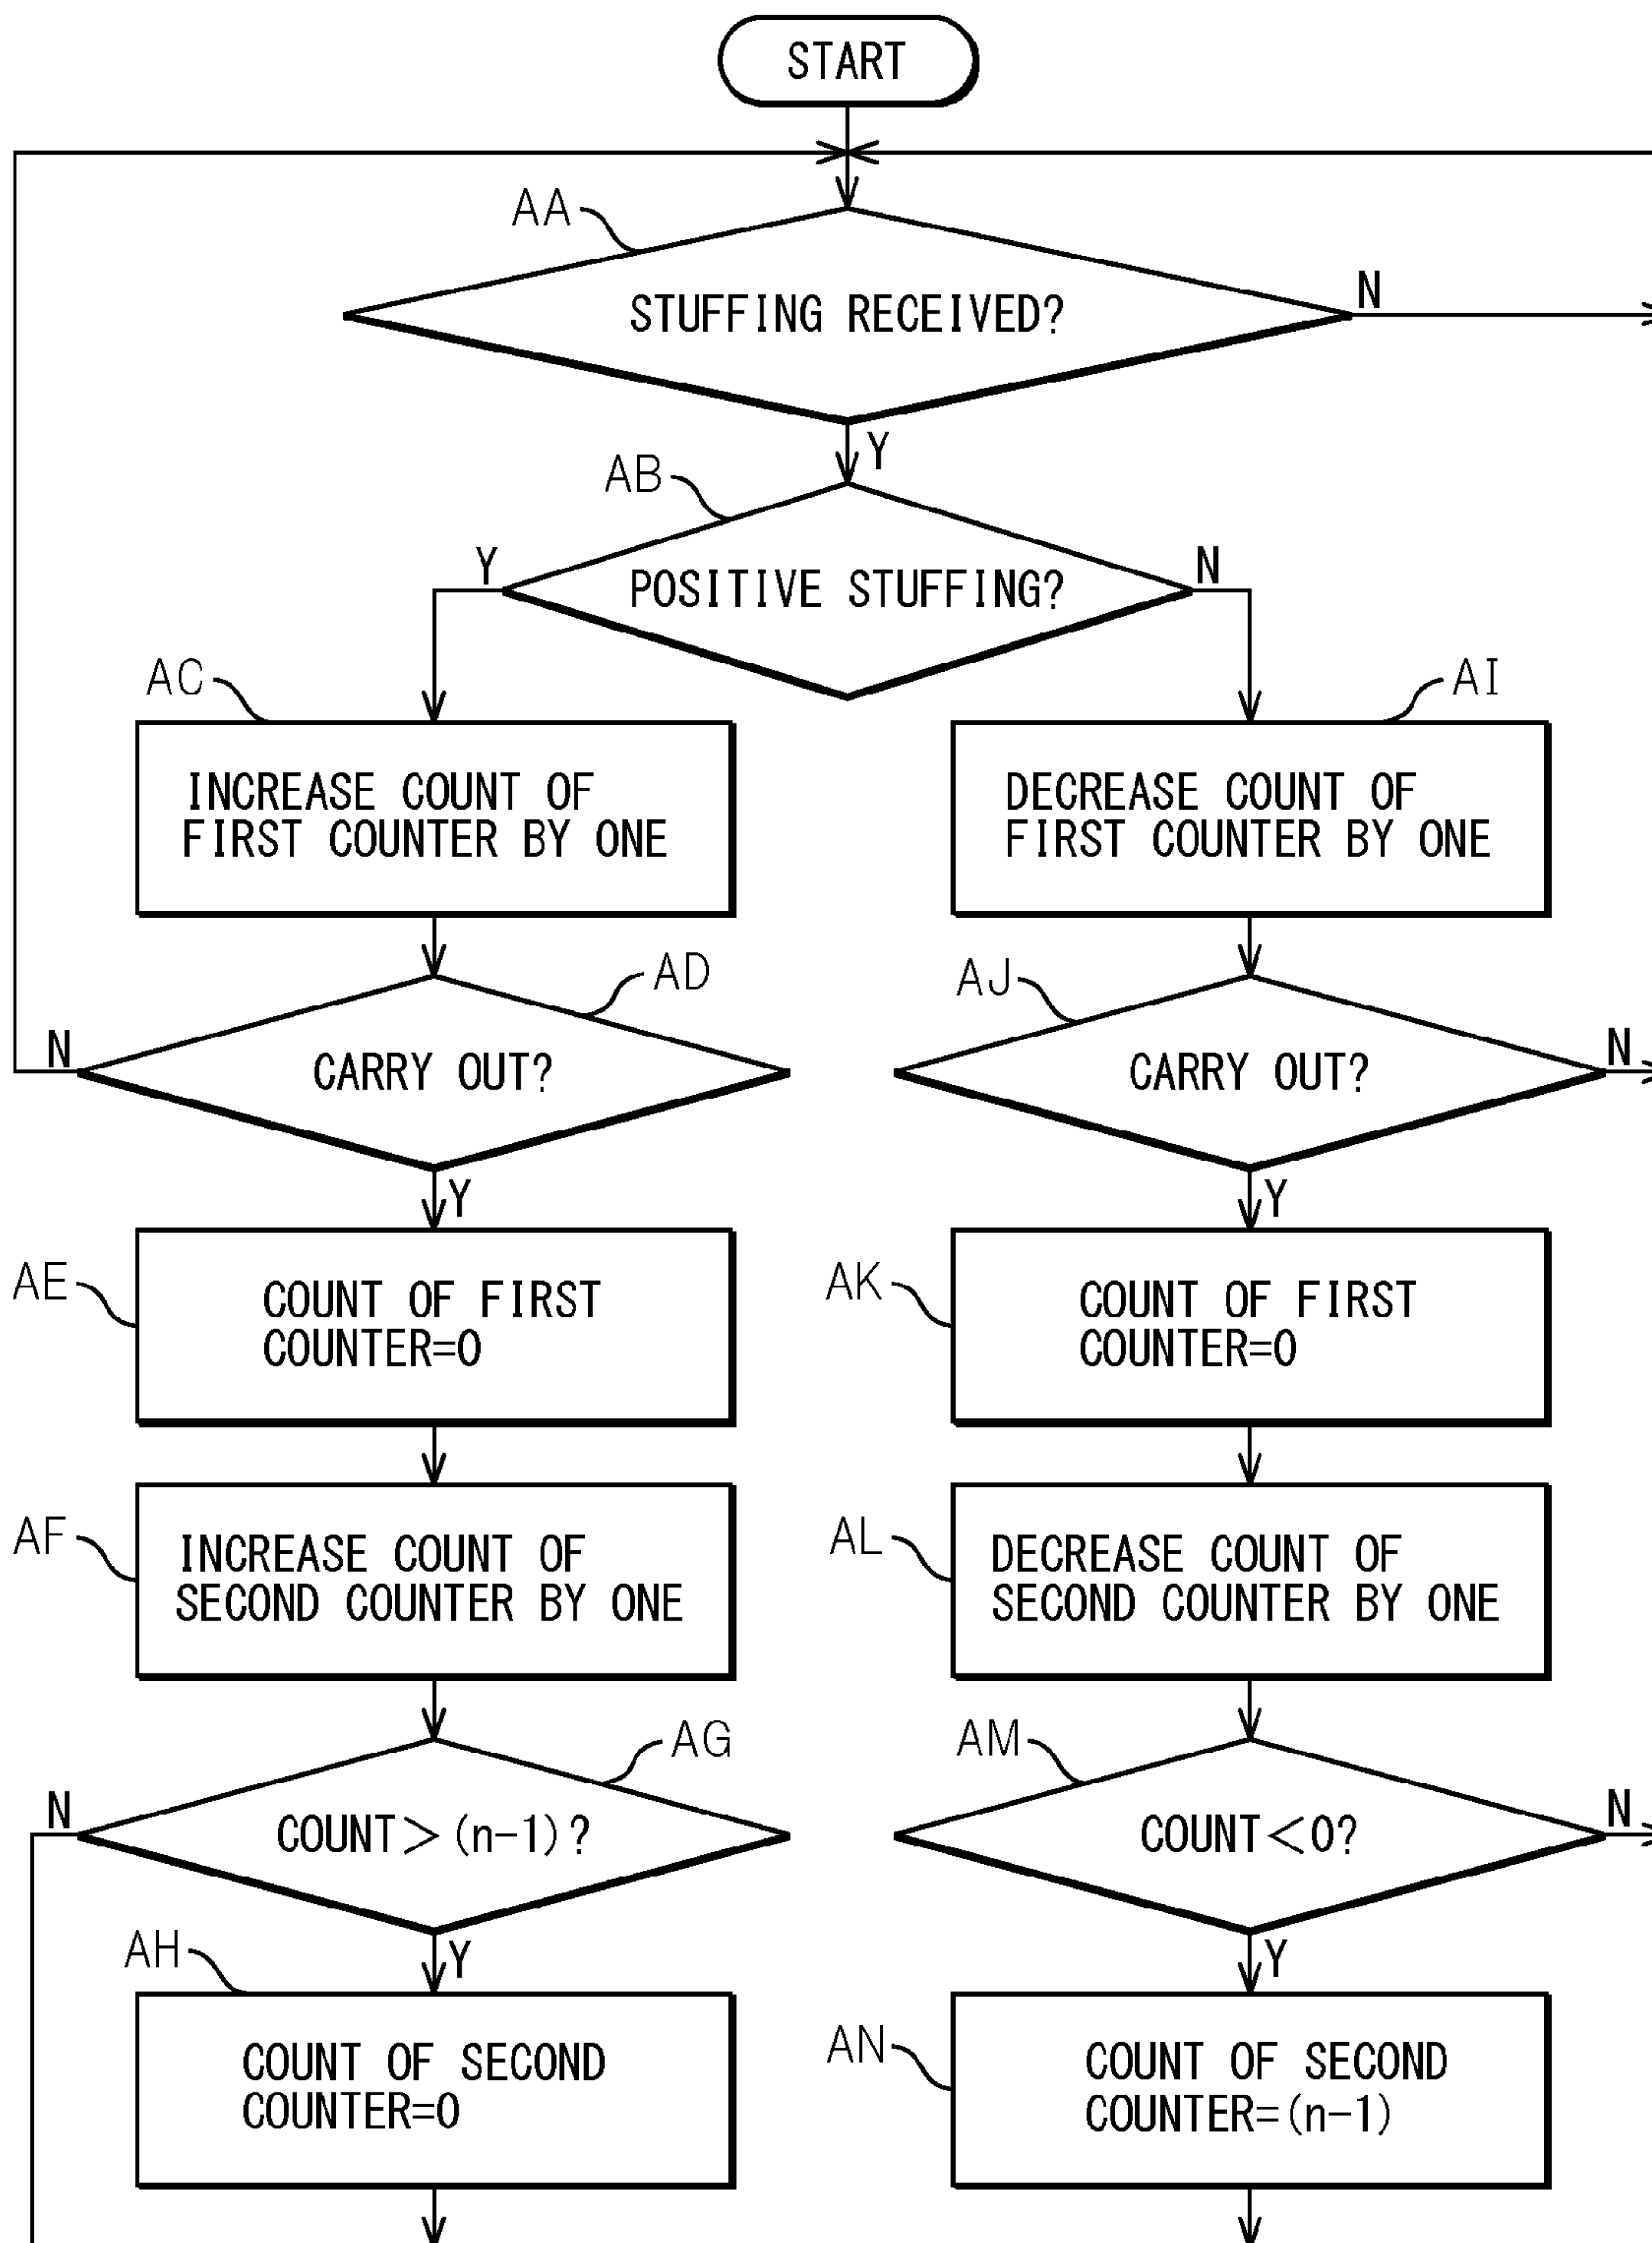 START
AA
STUFFING RECEIVED?
N
Y
AB
POSITIVE STUFFING?
Y
N
AC
INCREASE COUNT OF
FIRST COUNTER BY ONE
AI
DECREASE COUNT OF
FIRST COUNTER BY ONE
AD
CARRY OUT?
N
Y
AJ
CARRY OUT?
N
Y
AE
COUNT OF FIRST
COUNTER=0
AK
COUNT OF FIRST
COUNTER=0
AF
INCREASE COUNT OF
SECOND COUNTER BY ONE
AL
DECREASE COUNT OF
SECOND COUNTER BY ONE
AG
COUNT>(n-1)?
N
Y
AM
COUNT<0?
N
Y
AH
COUNT OF SECOND
COUNTER=0
AN
COUNT OF SECOND
COUNTER=(n-1)